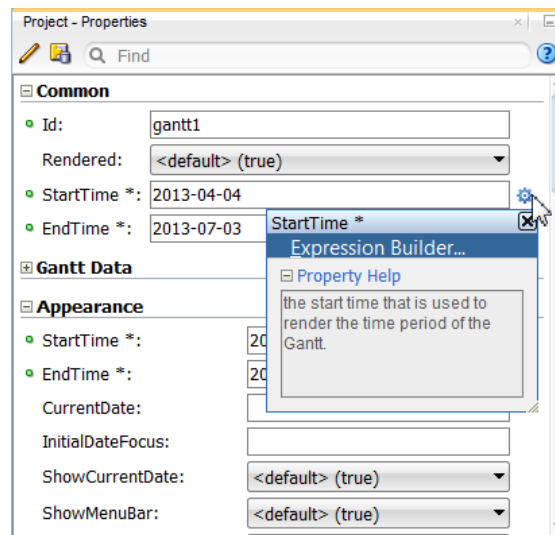 Project - Properties
Find
Common
Id: gantt1
Rendered: <default> (true)
StartTime *: 2013-04-04
EndTime *: 2013-07-03
StartTime *
Expression Builder...
Property Help
the start time that is used to
render the time period of the
Gantt.
Gantt Data
Appearance
StartTime *: 20
EndTime *: 20
CurrentDate:
InitialDateFocus:
ShowCurrentDate: <default> (true)
ShowMenuBar: <default> (true)